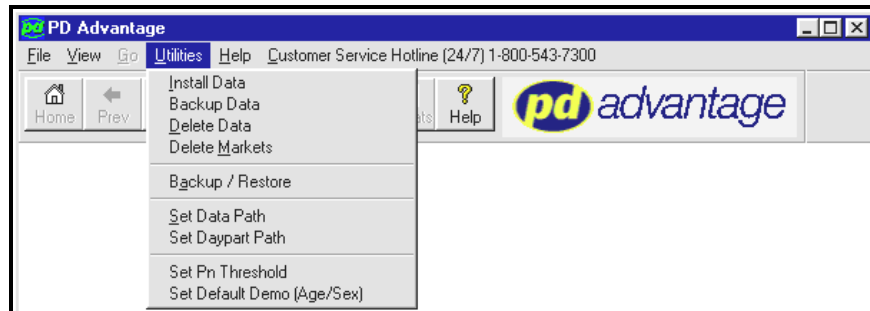 pd PD Advantage
File View Go Utilities Help Customer Service Hotline (24/7) 1-800-543-7300
Home Prev Help
pd advantage
Install Data
Backup Data
Delete Data
Delete Markets
Backup / Restore
Set Data Path
Set Daypart Path
Set Pn Threshold
Set Default Demo (Age/Sex)